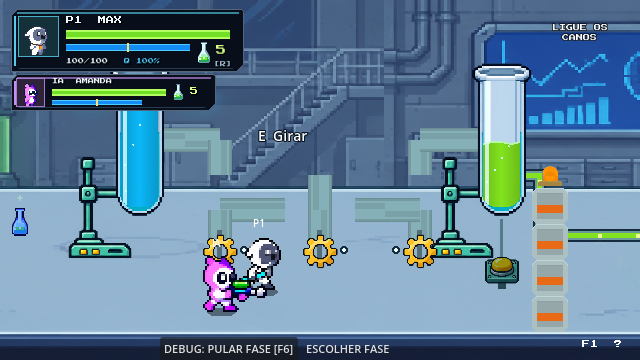 P1 MAX
100/100 Q 100%
5
[R]
IA AMANDA
5
LIGUE OS
CANOS
E Girar
P1
DEBUG: PULAR FASE [F6] ESCOLHER FASE
F1 ?